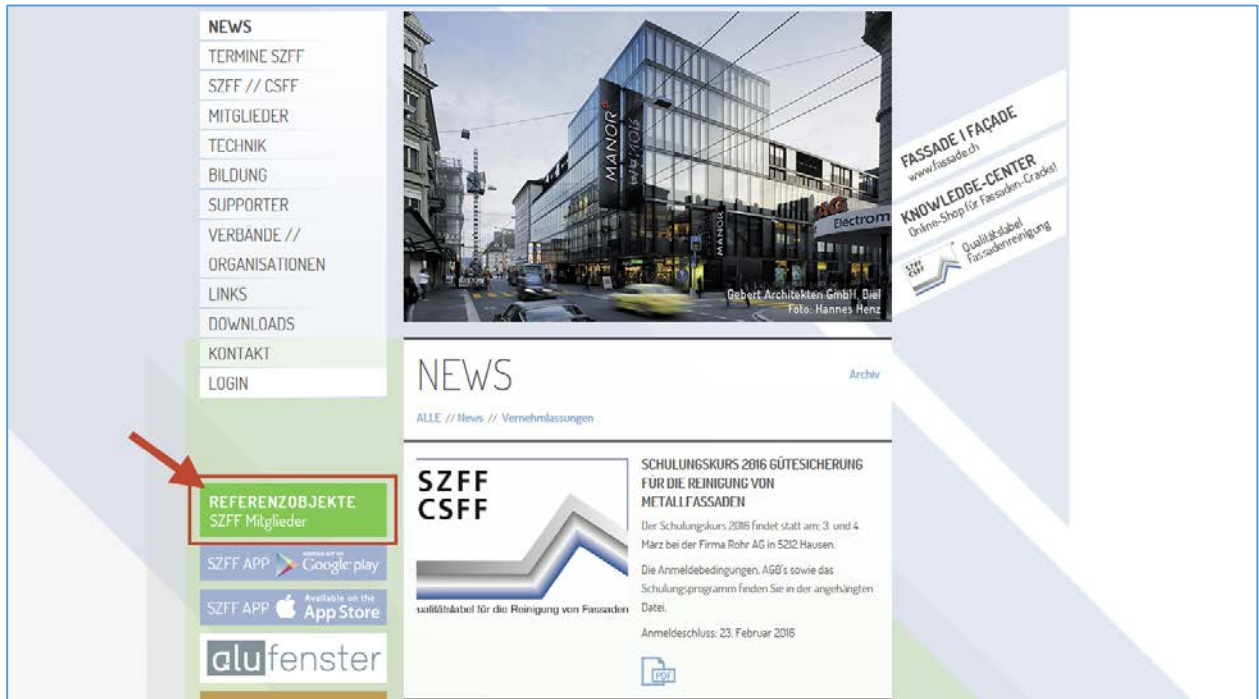 NEWS
TERMINE SZFF
SZFF // CSFF
MITGLIEDER
TECHNIK
BILDUNG
SUPPORTER
VERBANDE //
ORGANISATIONEN
LINKS
DOWNLOADS
KONTAKT
LOGIN
REFERENZOBJEKTE
SZFF Mitglieder
SZFF APP
ANDROID APP ON
Google play
SZFF APP
Available on the
App Store
alufenster
MANOR
MANOR
AG
Electrom
Gebert Architekten GmbH, Biel
Foto: Hannes Henz
NEWS
Archiv
ALLE // News // Vernehmlassungen
SZFF
CSFF
ualitätslabel für die Reinigung von Fassaden
SCHULUNGSKURS 2016 GÜTESICHERUNG
FÜR DIE REINIGUNG VON
METALLFASSADEN
Der Schulungskurs 2016 findet statt am: 3. und 4.
März bei der Firma Rohr AG in 5212 Hausen.
Die Anmeldebedingungen, AGB's sowie das
Schulungsprogramm finden Sie in der angehängten
Datei.
Anmeldeschluss: 23. Februar 2016
PDF
FASSADE | FAÇADE
www.fassade.ch
KNOWLEDGE-CENTER
Online-Shop für Fassaden-Cracks!
SZFF
Qualitätslabel
Fassadenreinigung